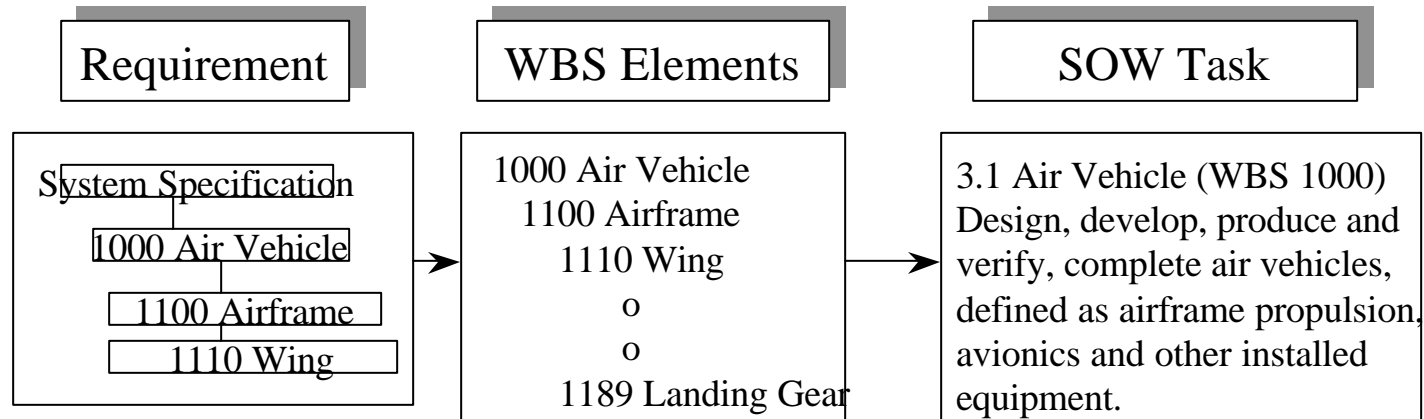 Requirement
WBS Elements
SOW Task
System Specification
1000 Air Vehicle
1100 Airframe
1110 Wing
1000 Air Vehicle
1100 Airframe
1110 Wing
o
o
1189 Landing Gear
3.1 Air Vehicle (WBS 1000)
Design, develop, produce and
verify, complete air vehicles,
defined as airframe propulsion,
avionics and other installed
equipment.